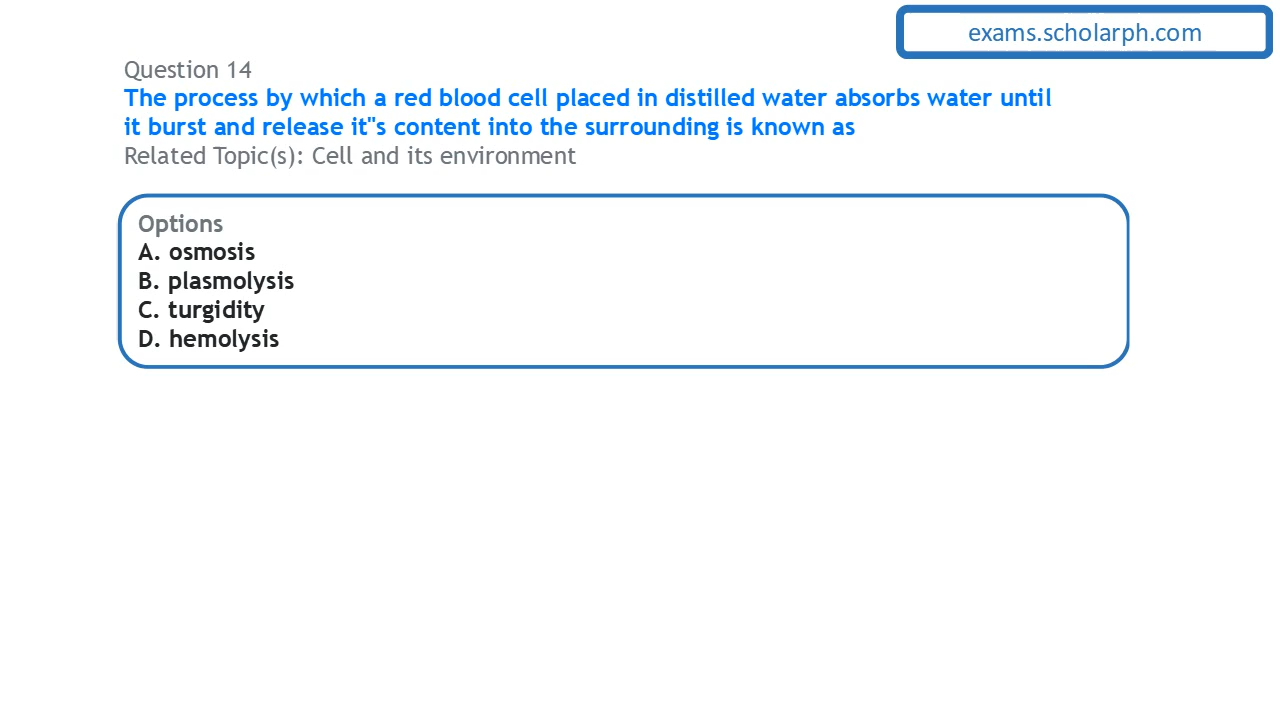 exams.scholarph.com
Question 14
The process by which a red blood cell placed in distilled water absorbs water until
it burst and release it"s content into the surrounding is known as
Related Topic(s): Cell and its environment
Options
A. osmosis
B. plasmolysis
C. turgidity
D. hemolysis